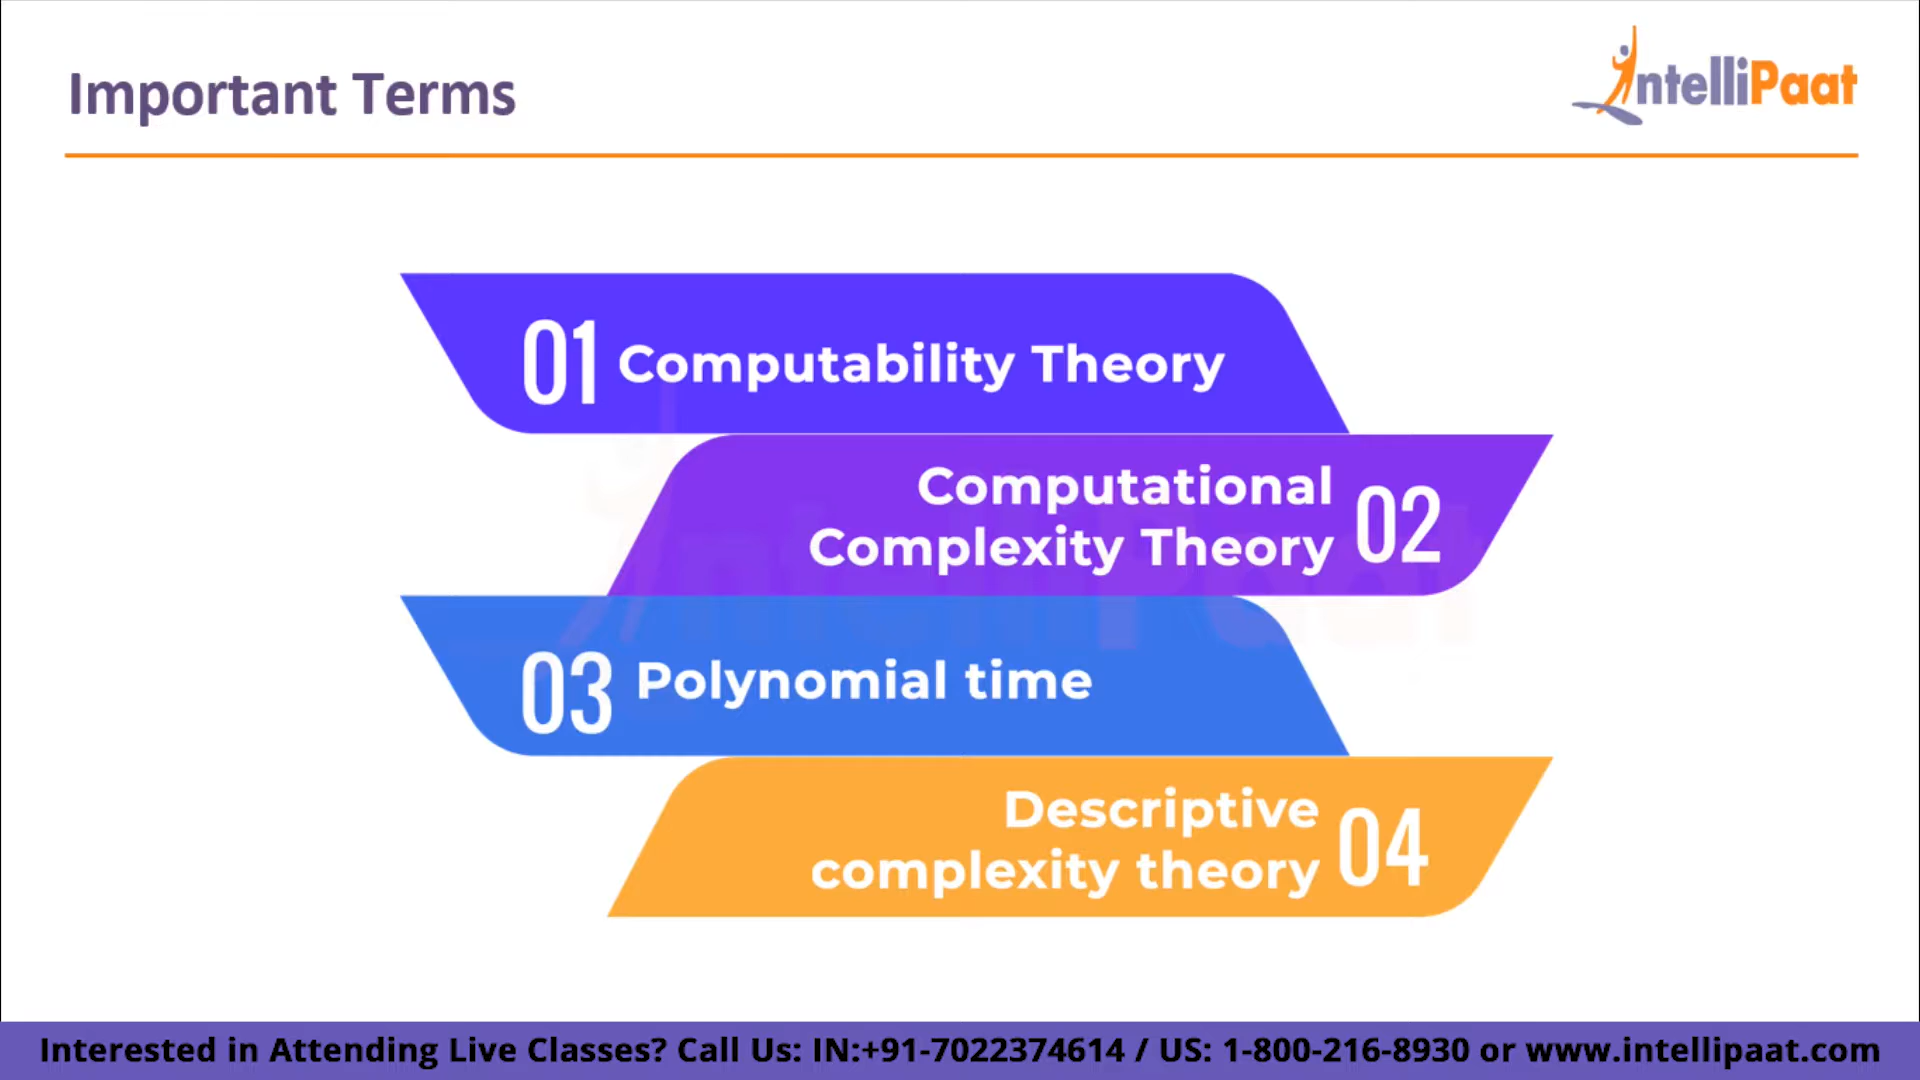 Important Terms
IntelliPaat
01 Computability Theory
Computational
Complexity Theory 02
03 Polynomial time
Descriptive
complexity theory 04
Interested in Attending Live Classes? Call Us: IN:+91-7022374614 / US: 1-800-216-8930 or www.intellipaat.com